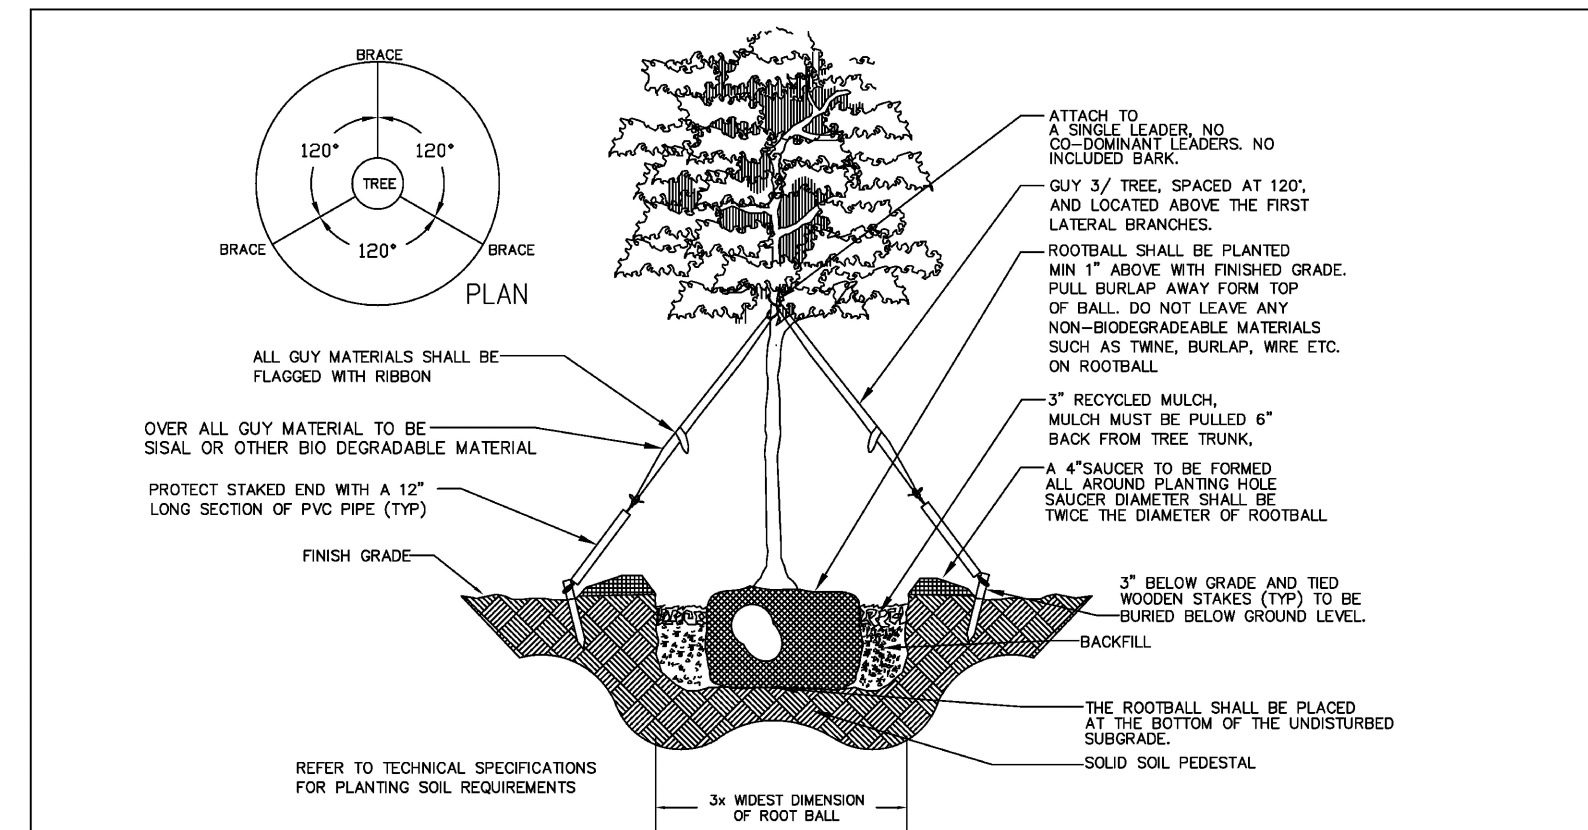 BRACE
120°
120°
TREE
120°
BRACE
BRACE
PLAN
ATTACH TO
A SINGLE LEADER, NO
CO-DOMINANT LEADERS. NO
INCLUDED BARK.
GUY 3/ TREE, SPACED AT 120°,
AND LOCATED ABOVE THE FIRST
LATERAL BRANCHES.
ROOTBALL SHALL BE PLANTED
MIN 1" ABOVE WITH FINISHED GRADE.
PULL BURLAP AWAY FORM TOP
OF BALL. DO NOT LEAVE ANY
NON-BIODEGRADEABLE MATERIALS
SUCH AS TWINE, BURLAP, WIRE ETC.
ON ROOTBALL
ALL GUY MATERIALS SHALL BE
FLAGGED WITH RIBBON
OVER ALL GUY MATERIAL TO BE
SISAL OR OTHER BIO DEGRADABLE MATERIAL
PROTECT STAKED END WITH A 12"
LONG SECTION OF PVC PIPE (TYP)
FINISH GRADE
3" RECYCLED MULCH,
MULCH MUST BE PULLED 6"
BACK FROM TREE TRUNK,
A 4"SAUCER TO BE FORMED
ALL AROUND PLANTING HOLE
SAUCER DIAMETER SHALL BE
TWICE THE DIAMETER OF ROOTBALL
3" BELOW GRADE AND TIED
WOODEN STAKES (TYP) TO BE
BURIED BELOW GROUND LEVEL.
BACKFILL
THE ROOTBALL SHALL BE PLACED
AT THE BOTTOM OF THE UNDISTURBED
SUBGRADE.
SOLID SOIL PEDESTAL
REFER TO TECHNICAL SPECIFICATIONS
FOR PLANTING SOIL REQUIREMENTS
3x WIDEST DIMENSION
OF ROOT BALL